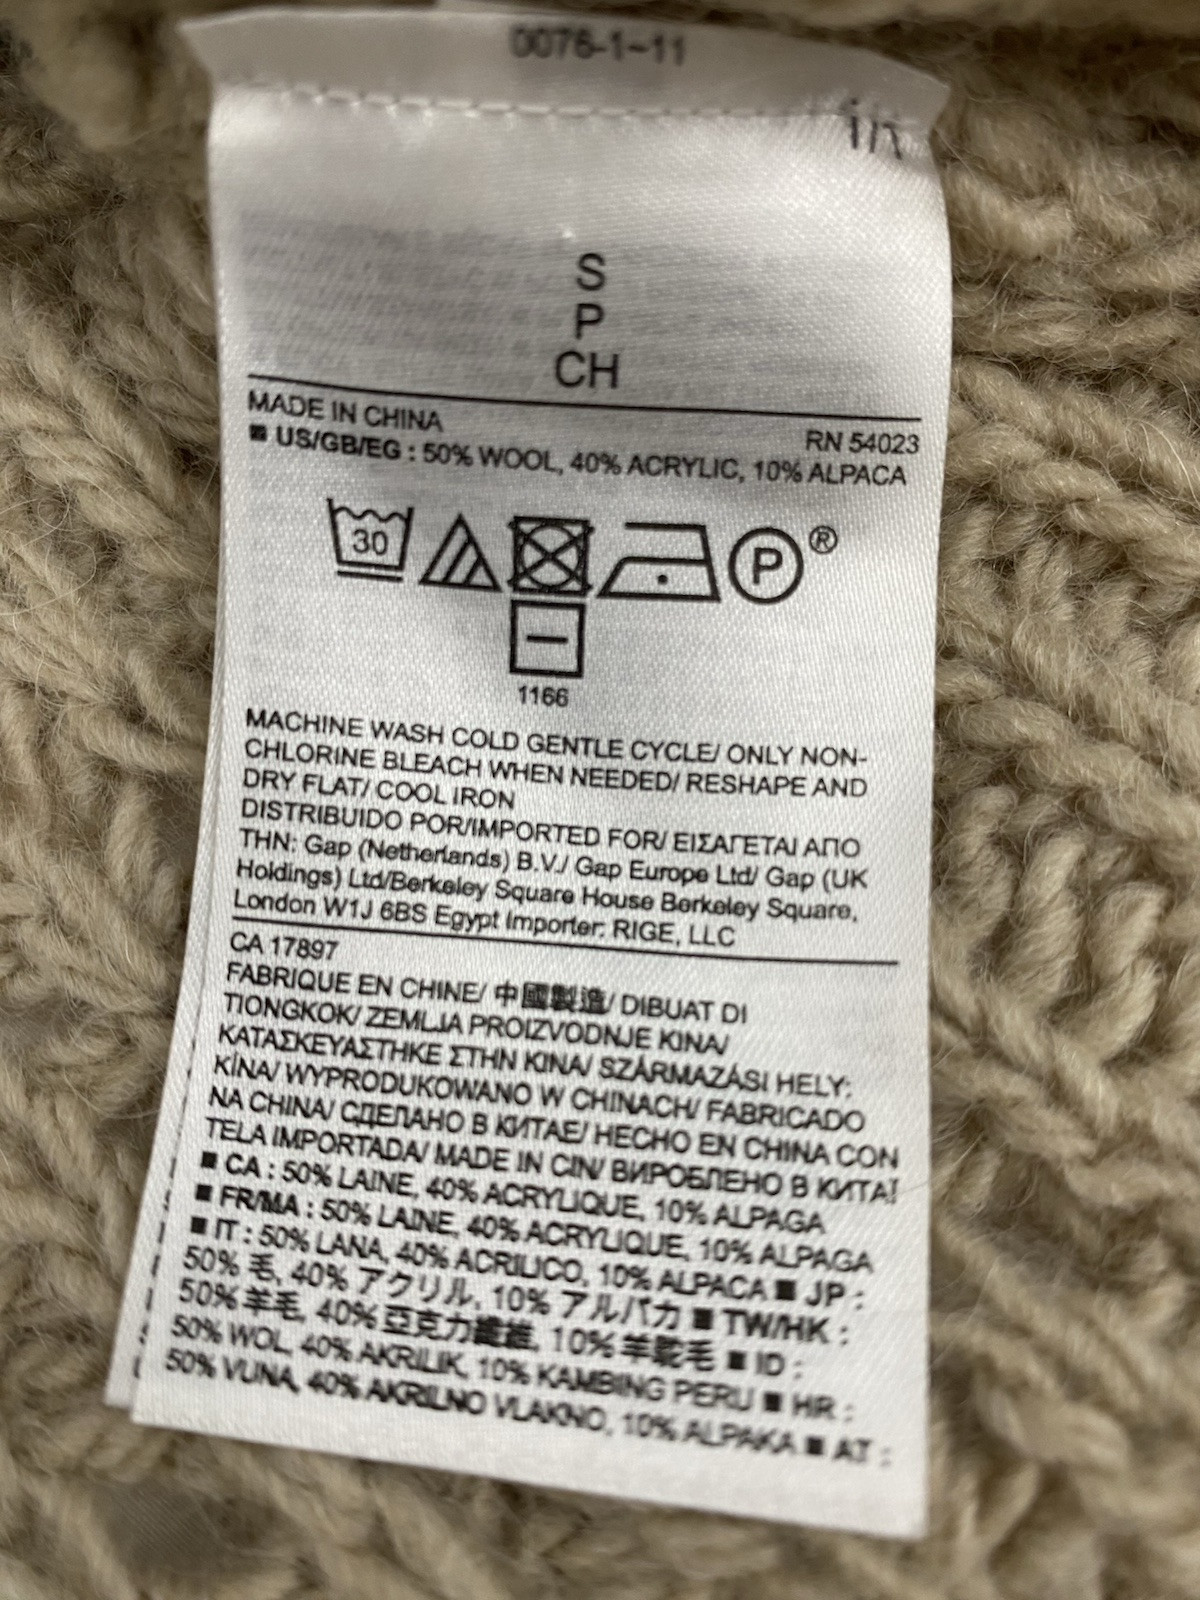 0076-1~11
1/1
S
P
CH
MADE IN CHINA
RN 54023
■ US/GB/EG : 50% WOOL, 40% ACRYLIC, 10% ALPACA
30
P®
1166
MACHINE WASH COLD GENTLE CYCLE/ ONLY NON-
CHLORINE BLEACH WHEN NEEDED/ RESHAPE AND
DRY FLAT/ COOL IRON
DISTRIBUIDO POR/IMPORTED FOR/ ΕΙΣΑΓΕΤΑΙ ΑΠΟ
THN: Gap (Netherlands) B.V./ Gap Europe Ltd/ Gap (UK
Holdings) Ltd/Berkeley Square House Berkeley Square,
London W1J 6BS Egypt Importer: RIGE, LLC
CA 17897
FABRIQUE EN CHINE/ 中國製造/ DIBUAT DI
TIONGKOK/ ZEMLJA PROIZVODNJE KINA/
ΚΑΤΑΣΚΕΥΑΣΤΗΚΕ ΣΤΗΝ ΚΙΝΑ/ SZÁRMAZÁSI HELY:
KÍNA/ WYPRODUKOWANO W CHINACH/ FABRICADO
NA CHINA/ СДЕЛАНО В КИТАЕ/ HECHO EN CHINA CON
TELA IMPORTADA/ MADE IN CIN/ ВИРОБЛЕНО В КИТАЇ
■ CA : 50% LAINE, 40% ACRYLIQUE, 10% ALPAGA
■ FR/MA : 50% LAINE, 40% ACRYLIQUE, 10% ALPAGA
■ IT : 50% LANA, 40% ACRILICO, 10% ALPACA ■ JP :
50% 毛, 40% アクリル, 10% アルパカ ■ TW/HK :
50% 羊毛, 40% 亞克力纖維, 10% 羊駝毛 ■ ID :
50% WOL, 40% AKRILIK, 10% KAMBING PERU ■ HR :
50% VUNA, 40% AKRILNO VLAKNO, 10% ALPAKA ■ AT :